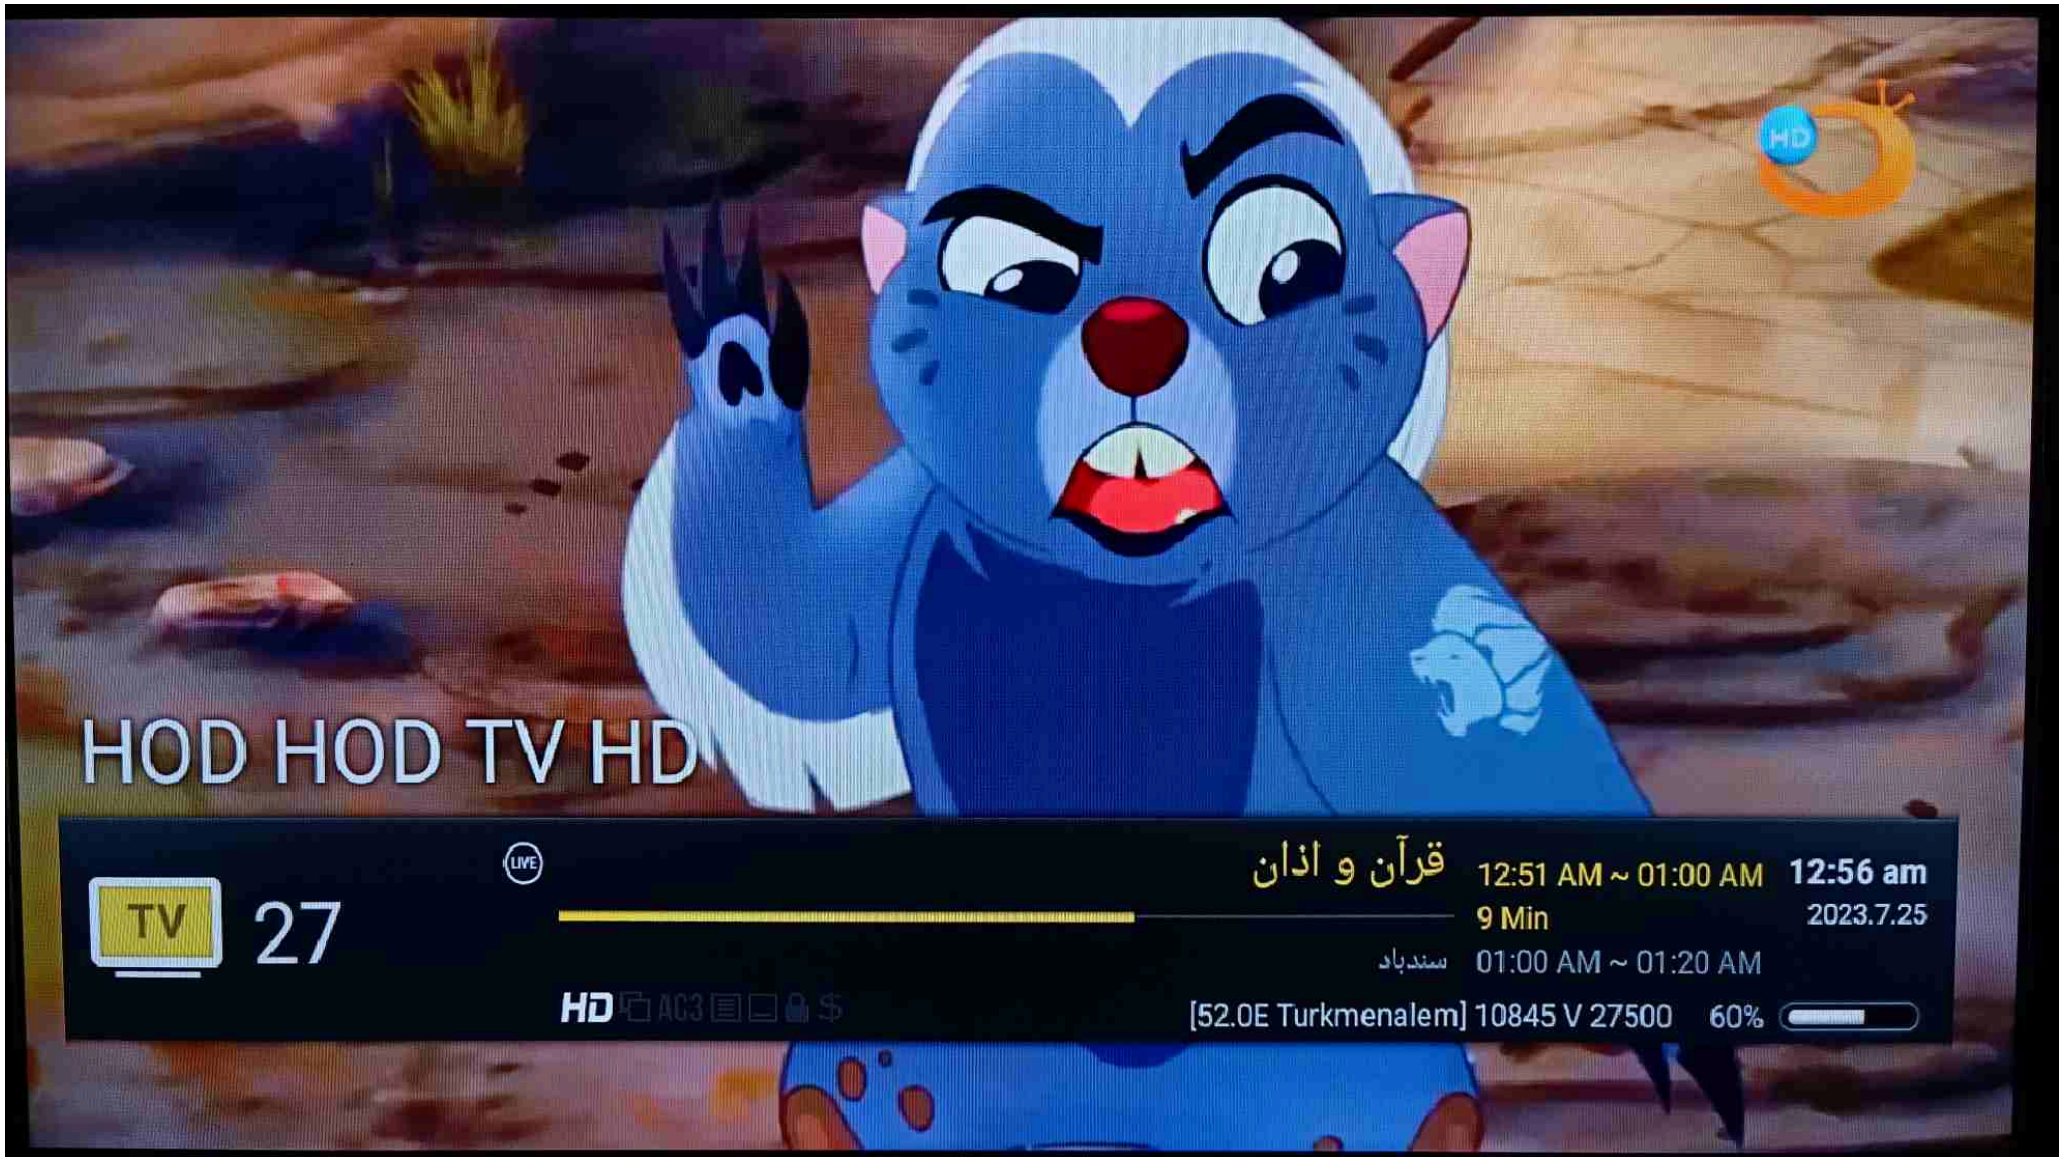 HD
HOD HOD TV HD
LIVE
قرآن و اذان 12:51 AM ~ 01:00 AM 12:56 am
TV 27
9 Min 2023.7.25
سندباد 01:00 AM ~ 01:20 AM
HD AC3 $ [52.0E Turkmenalem] 10845 V 27500 60%